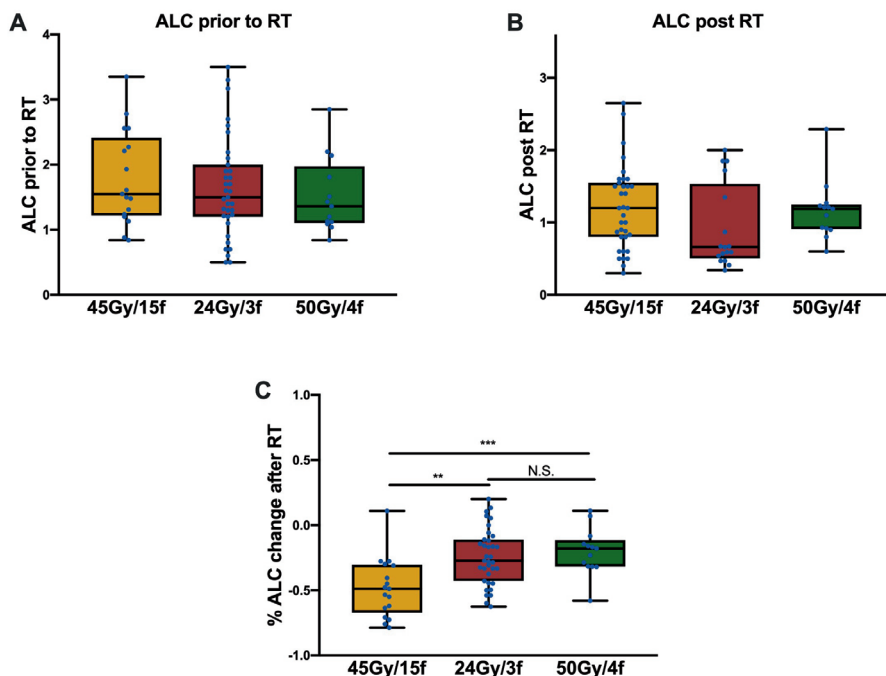 A
ALC prior to RT
ALC prior to RT
4
3
2
1
0
45Gy/15f 24Gy/3f 50Gy/4f
B
ALC post RT
ALC post RT
3
2
1
0
45Gy/15f 24Gy/3f 50Gy/4f
C
% ALC change after RT
1.0
0.5
0.0
-0.5
-1.0
***
**
N.S.
45Gy/15f 24Gy/3f 50Gy/4f